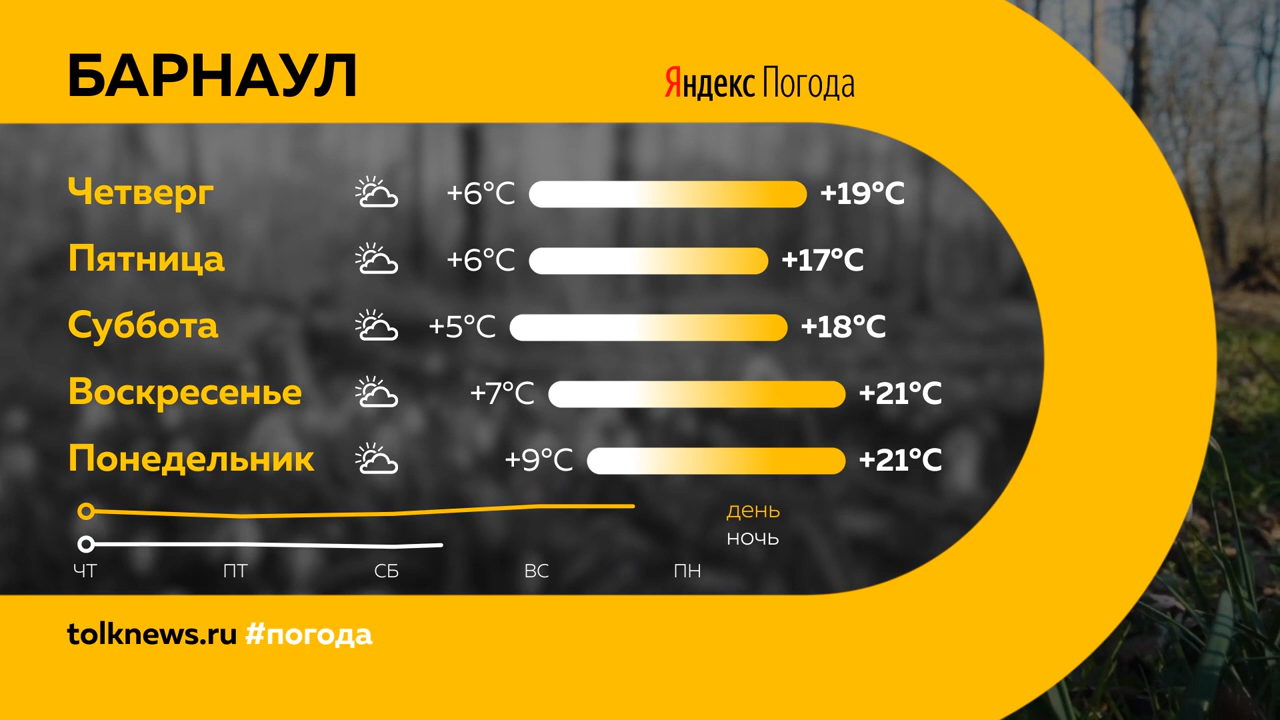 БАРНАУЛ
Яндекс Погода
Четверг +6°C +19°C
Пятница +6°C +17°C
Суббота +5°C +18°C
Воскресенье +7°C +21°C
Понедельник +9°C +21°C
день
ночь
ЧТ ПТ СБ ВС ПН
tolknews.ru #погода